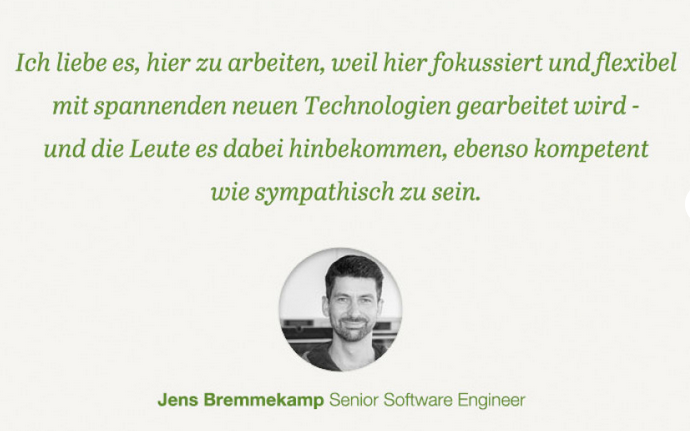 Ich liebe es, hier zu arbeiten, weil hier fokussiert und flexibel
mit spannenden neuen Technologien gearbeitet wird -
und die Leute es dabei hinbekommen, ebenso kompetent
wie sympathisch zu sein.
Jens Bremmekamp Senior Software Engineer